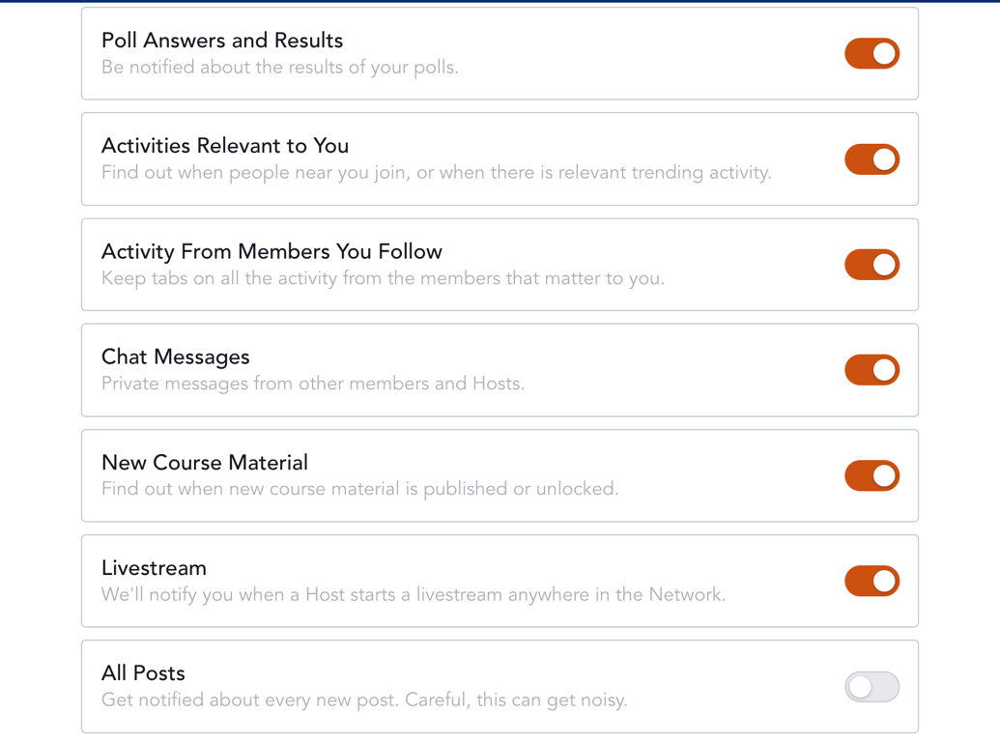 Poll Answers and Results
Be notified about the results of your polls.
Activities Relevant to You
Find out when people near you join, or when there is relevant trending activity.
Activity From Members You Follow
Keep tabs on all the activity from the members that matter to you.
Chat Messages
Private messages from other members and Hosts.
New Course Material
Find out when new course material is published or unlocked.
Livestream
We'll notify you when a Host starts a livestream anywhere in the Network.
All Posts
Get notified about every new post. Careful, this can get noisy.